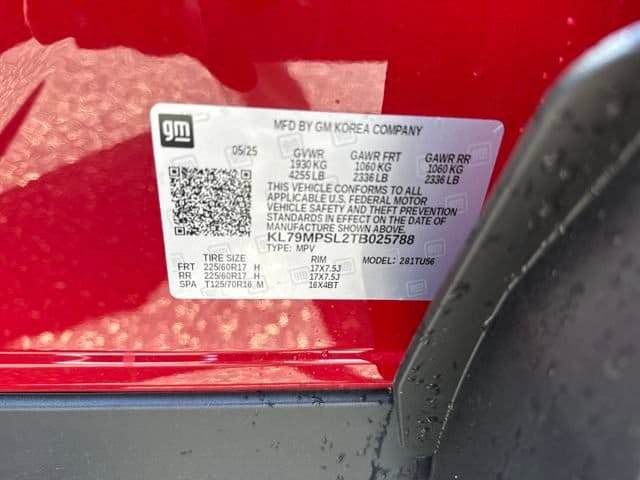 gm
MFD BY GM KOREA COMPANY
05/25 GVWR GAWR FRT GAWR RR
1930 KG 1060 KG 1060 KG
4255 LB 2336 LB 2336 LB
THIS VEHICLE CONFORMS TO ALL
APPLICABLE U.S. FEDERAL MOTOR
VEHICLE SAFETY AND THEFT PREVENTION
STANDARDS IN EFFECT ON THE DATE OF
MANUFACTURE SHOWN ABOVE.
KL79MPSL2TB025788
TYPE: MPV
TIRE SIZE RIM MODEL: 281TU56
FRT 225/60R17 H 17X7.5J
RR 225/60R17 H 17X7.5J
SPA T125/70R16 M 16X4BT